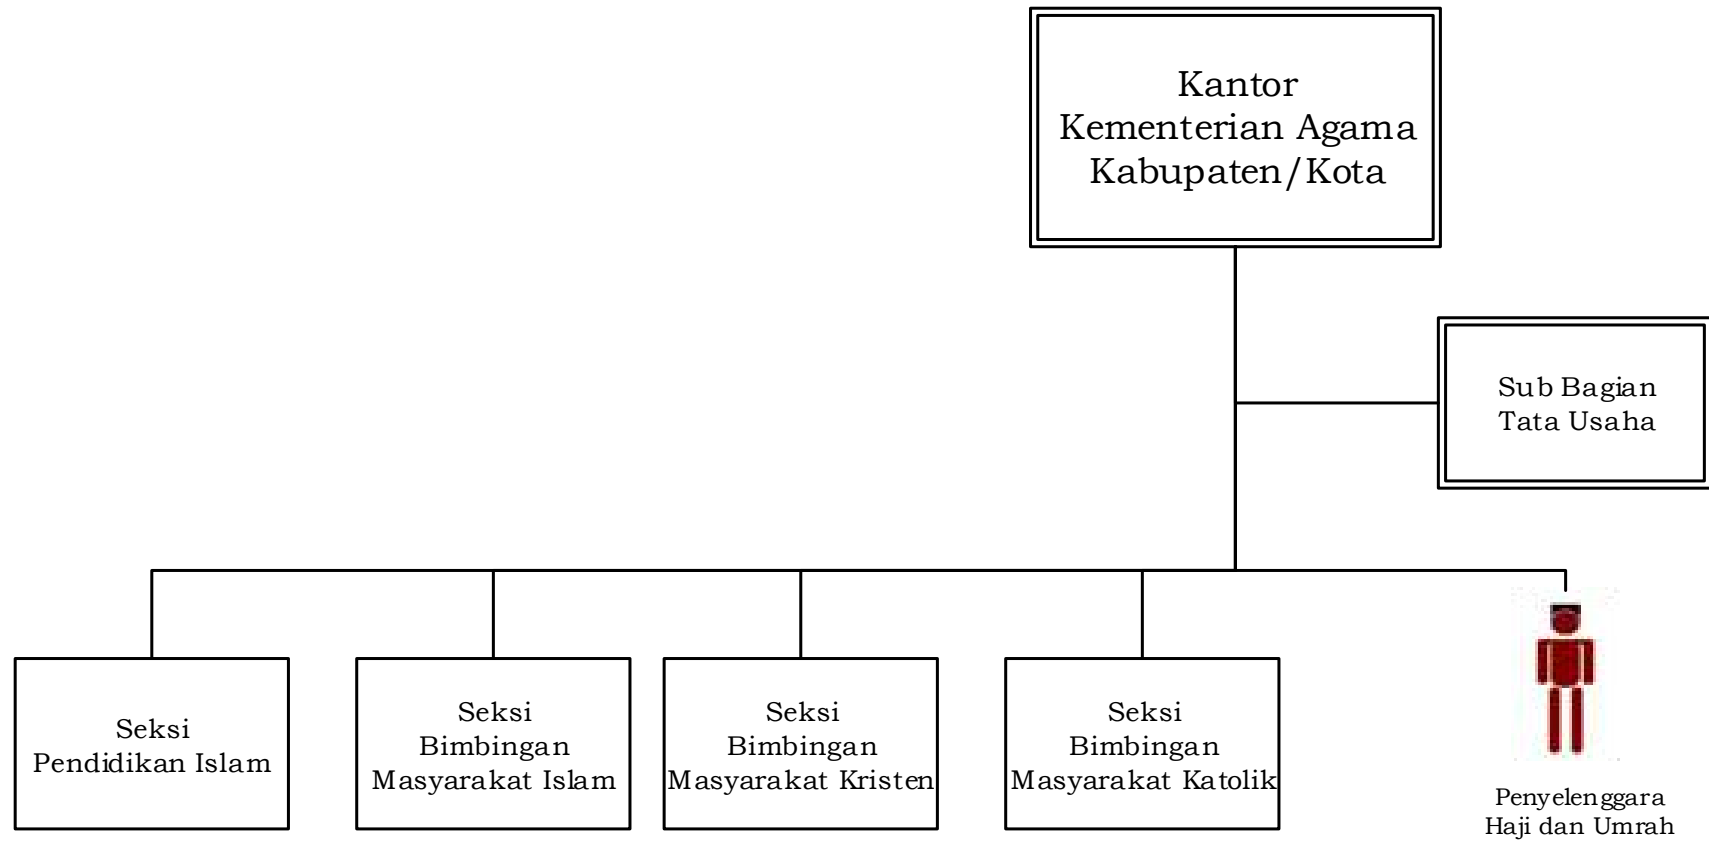 Kantor
Kementerian Agama
Kabupaten/Kota
Sub Bagian
Tata Usaha
Seksi
Pendidikan Islam
Seksi
Bimbingan
Masyarakat Islam
Seksi
Bimbingan
Masyarakat Kristen
Seksi
Bimbingan
Masyarakat Katolik
Penyelenggara
Haji dan Umrah